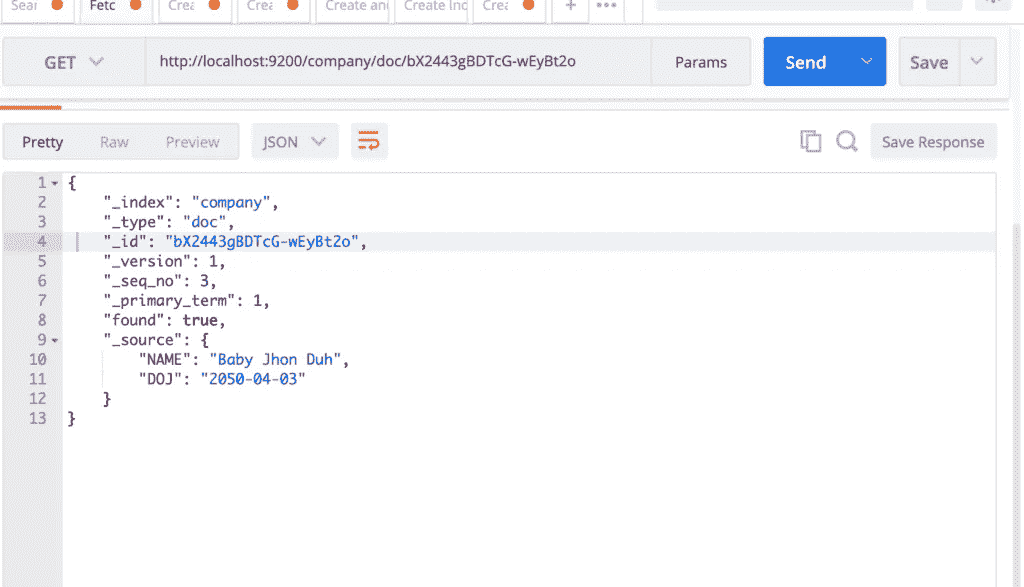 Sear Fetc Crea Crea Create an Create Inc Crea + •••
GET http://localhost:9200/company/doc/bX2443gBDTcG-wEyBt2o Params Send Save
Pretty Raw Preview JSON Save Response
1 {
2 "_index": "company",
3 "_type": "doc",
4 "_id": "bX2443gBDTcG-wEyBt2o",
5 "_version": 1,
6 "_seq_no": 3,
7 "_primary_term": 1,
8 "found": true,
9 "_source": {
10 "NAME": "Baby Jhon Duh",
11 "DOJ": "2050-04-03"
12 }
13 }